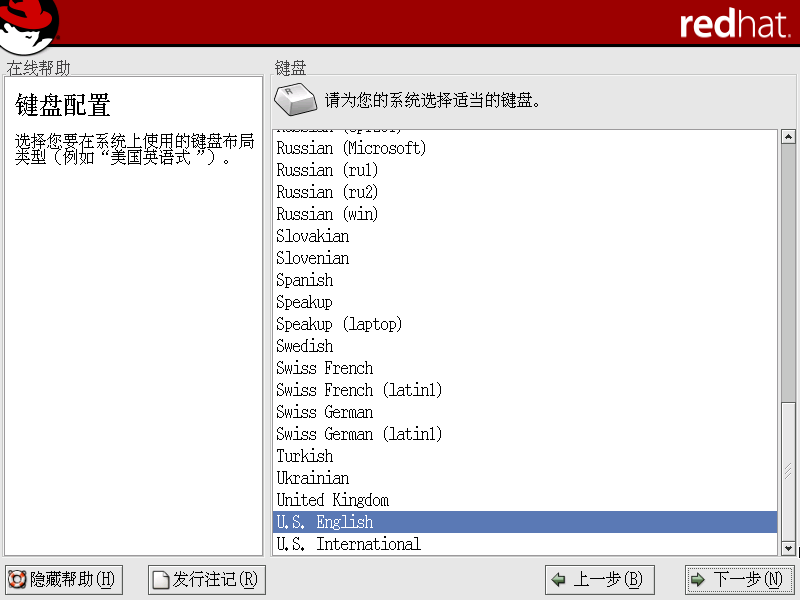 redhat.
在线帮助
键盘配置
选择您要在系统上使用的键盘布局
类型（例如“美国英语式 ”）。
键盘
R
请为您的系统选择适当的键盘。
Russian (Microsoft)
Russian (ru1)
Russian (ru2)
Russian (win)
Slovakian
Slovenian
Spanish
Speakup
Speakup (laptop)
Swedish
Swiss French
Swiss French (latin1)
Swiss German
Swiss German (latin1)
Turkish
Ukrainian
United Kingdom
U.S. English
U.S. International
隐藏帮助(H)
发行注记(R)
上一步(B)
下一步(N)